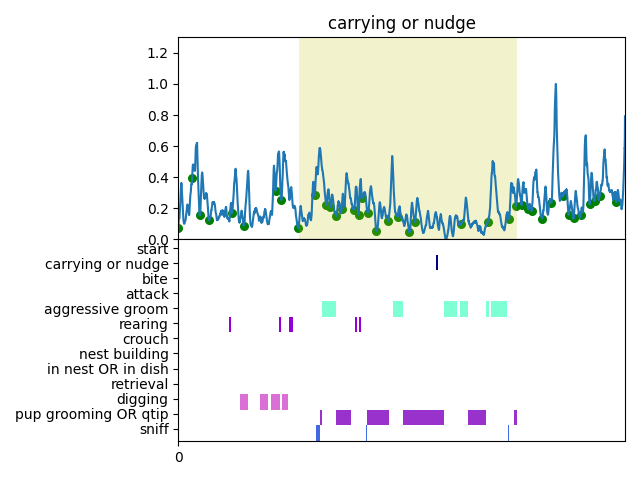 carrying or nudge
1.2
1.0
0.8
0.6
0.4
0.2
0.0
start
carrying or nudge
bite
attack
aggressive groom
rearing
crouch
nest building
in nest OR in dish
retrieval
digging
pup grooming OR qtip
sniff
0